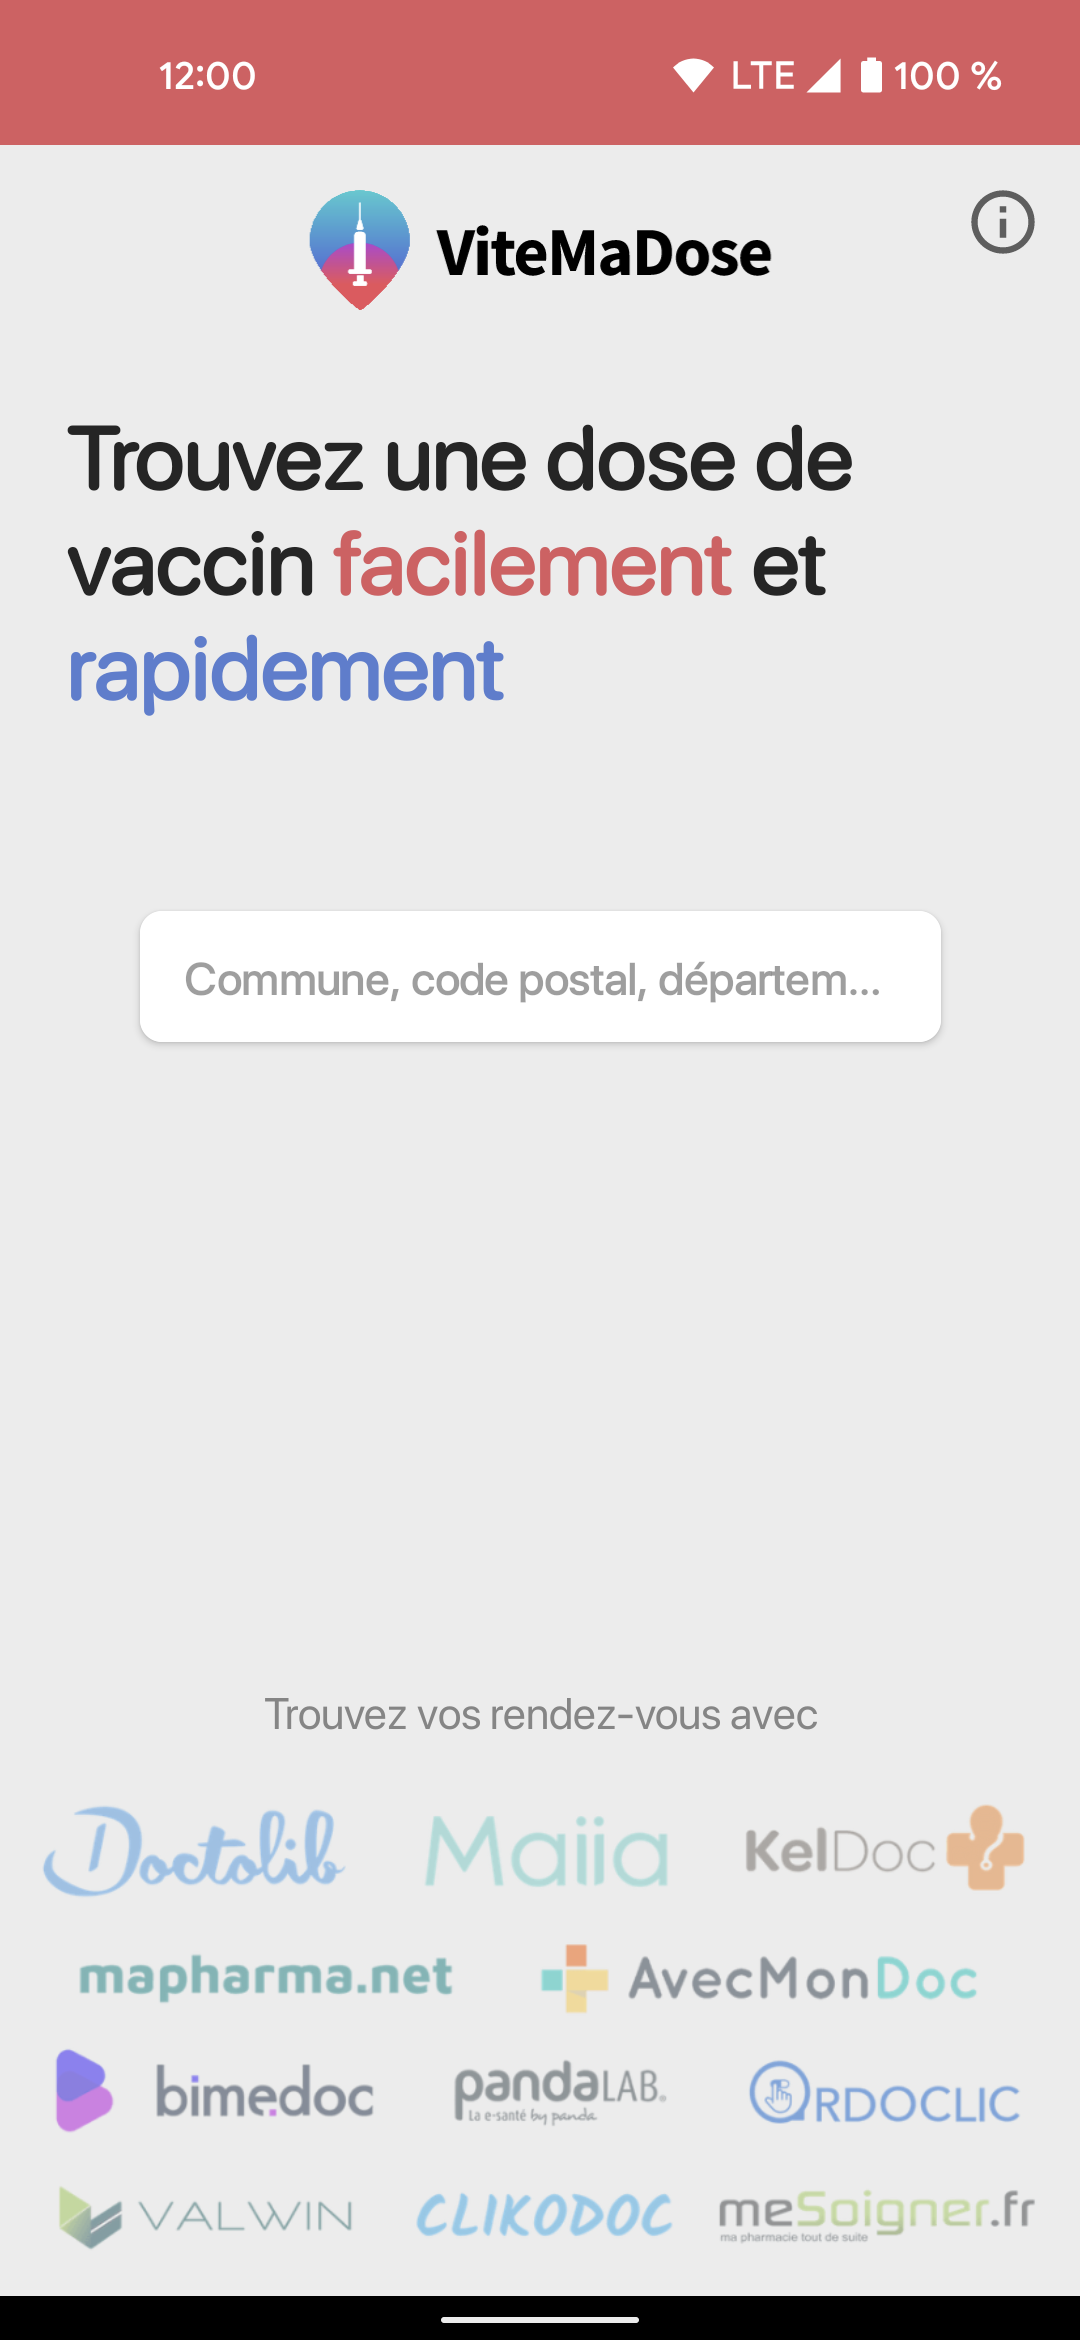 12:00 LTE 100 %
ViteMaDose
Trouvez une dose de
vaccin facilement et
rapidement
Commune, code postal, départem...
Trouvez vos rendez-vous avec
Doctolib Maiia KelDoc
mapharma.net AvecMonDoc
bimedoc pandaLAB. ORDOCLIC
La e-santé by panda
VALWIN CLIKODOC meSoigner.fr
ma pharmacie tout de suite